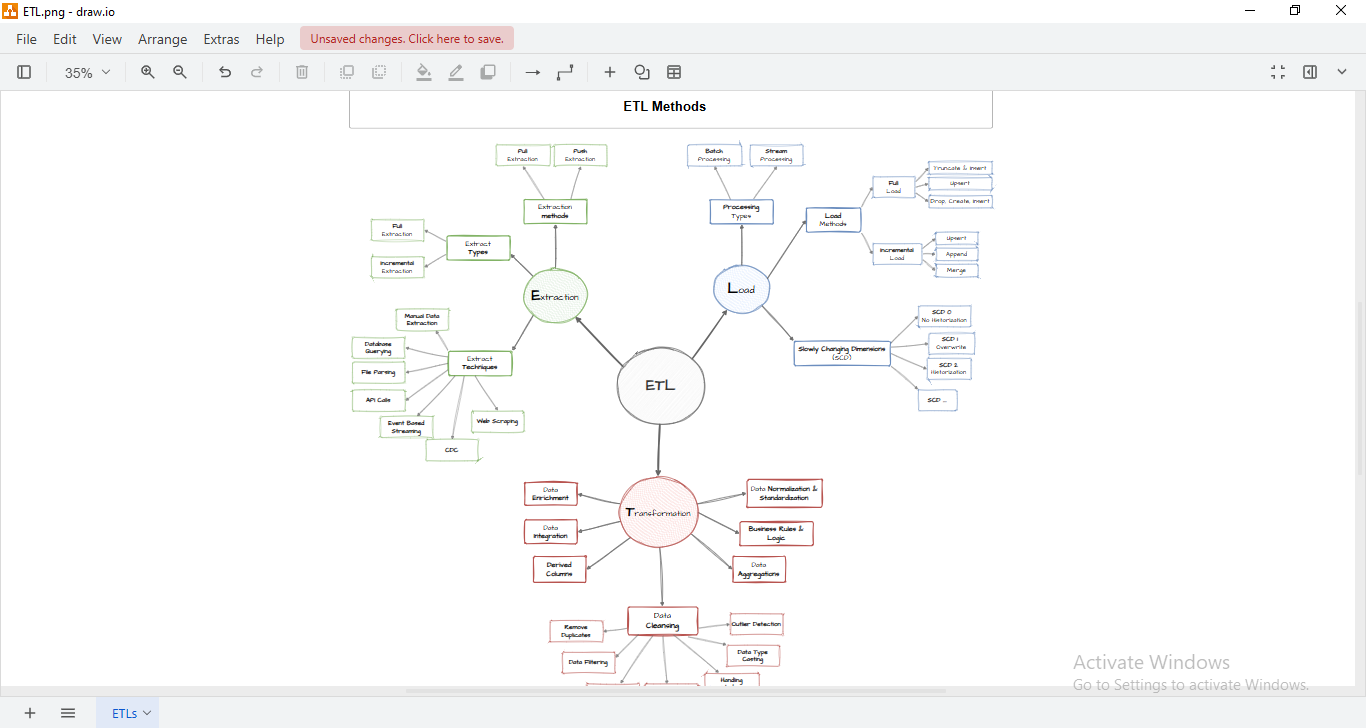 ETL.png - draw.io
File Edit View Arrange Extras Help Unsaved changes. Click here to save.
35%
ETL Methods
Pull
Extraction
Push
Extraction
Batch
Processing
Stream
Processing
Extraction
methods
Processing
Types
Full
Load
Truncate & Insert
Upsert
Drop, Create, Insert
Load
Methods
Full
Extraction
Incremental
Extraction
Extract
Types
Incremental
Load
Upsert
Append
Merge
Extraction
Load
Manual Data
Extraction
Database
Querying
File Parsing
API Calls
Event Based
Streaming
CDC
Web Scraping
Extract
Techniques
Slowly Changing Dimensions
(SCD)
SCD 0
No Historization
SCD 1
Overwrite
SCD 2
Historization
SCD ...
ETL
Data
Enrichment
Data
Integration
Derived
Columns
Transformation
Data Normalization &
Standardization
Business Rules &
Logic
Data
Aggregations
Data
Cleansing
Remove
Duplicates
Data Filtering
Outlier Detection
Data Type
Casting
Handling
Activate Windows
Go to Settings to activate Windows.
ETLs